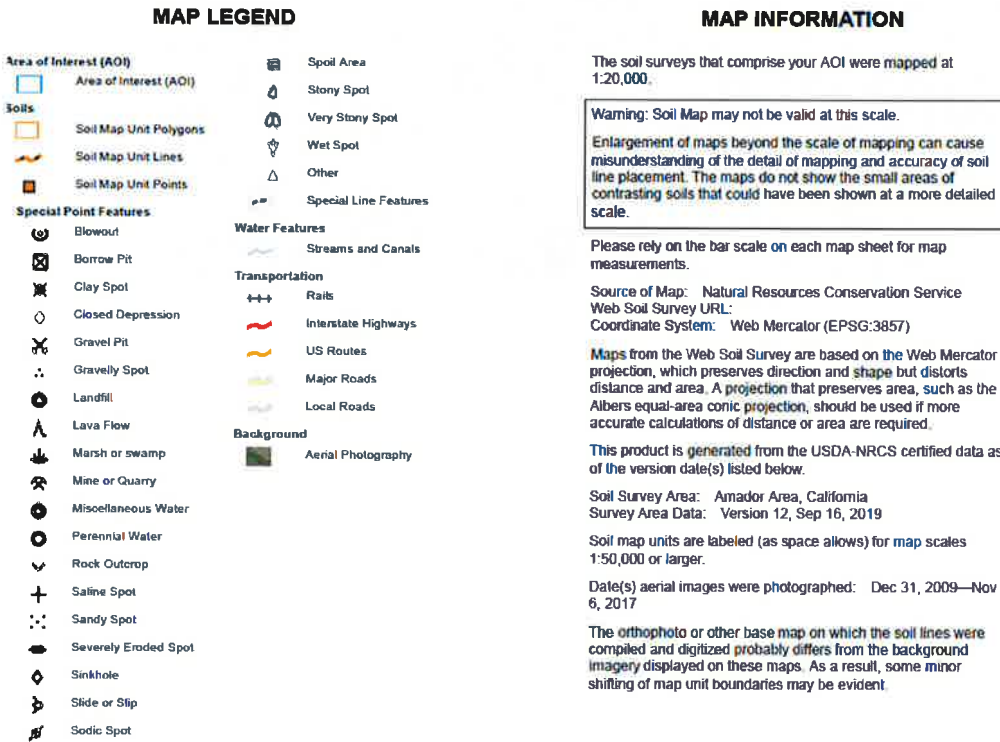 MAP LEGEND
Area of Interest (AOI)
Area of Interest (AOI)
Soils
Soil Map Unit Polygons
Soil Map Unit Lines
Soil Map Unit Points
Special Point Features
Blowout
Borrow Pit
Clay Spot
Closed Depression
Gravel Pit
Gravelly Spot
Landfill
Lava Flow
Marsh or swamp
Mine or Quarry
Miscellaneous Water
Perennial Water
Rock Outcrop
Saline Spot
Sandy Spot
Severely Eroded Spot
Sinkhole
Slide or Slip
Sodic Spot
Spoil Area
Stony Spot
Very Stony Spot
Wet Spot
Other
Special Line Features
Water Features
Streams and Canals
Transportation
Rails
Interstate Highways
US Routes
Major Roads
Local Roads
Background
Aerial Photography
MAP INFORMATION
The soil surveys that comprise your AOI were mapped at
1:20,000.
Warning: Soil Map may not be valid at this scale.
Enlargement of maps beyond the scale of mapping can cause
misunderstanding of the detail of mapping and accuracy of soil
line placement. The maps do not show the small areas of
contrasting soils that could have been shown at a more detailed
scale.
Please rely on the bar scale on each map sheet for map
measurements.
Source of Map: Natural Resources Conservation Service
Web Soil Survey URL:
Coordinate System: Web Mercator (EPSG:3857)
Maps from the Web Soil Survey are based on the Web Mercator
projection, which preserves direction and shape but distorts
distance and area. A projection that preserves area, such as the
Albers equal-area conic projection, should be used if more
accurate calculations of distance or area are required.
This product is generated from the USDA-NRCS certified data as
of the version date(s) listed below.
Soil Survey Area: Amador Area, California
Survey Area Data: Version 12, Sep 16, 2019
Soil map units are labeled (as space allows) for map scales
1:50,000 or larger.
Date(s) aerial images were photographed: Dec 31, 2009—Nov
6, 2017
The orthophoto or other base map on which the soil lines were
compiled and digitized probably differs from the background
imagery displayed on these maps. As a result, some minor
shifting of map unit boundaries may be evident.